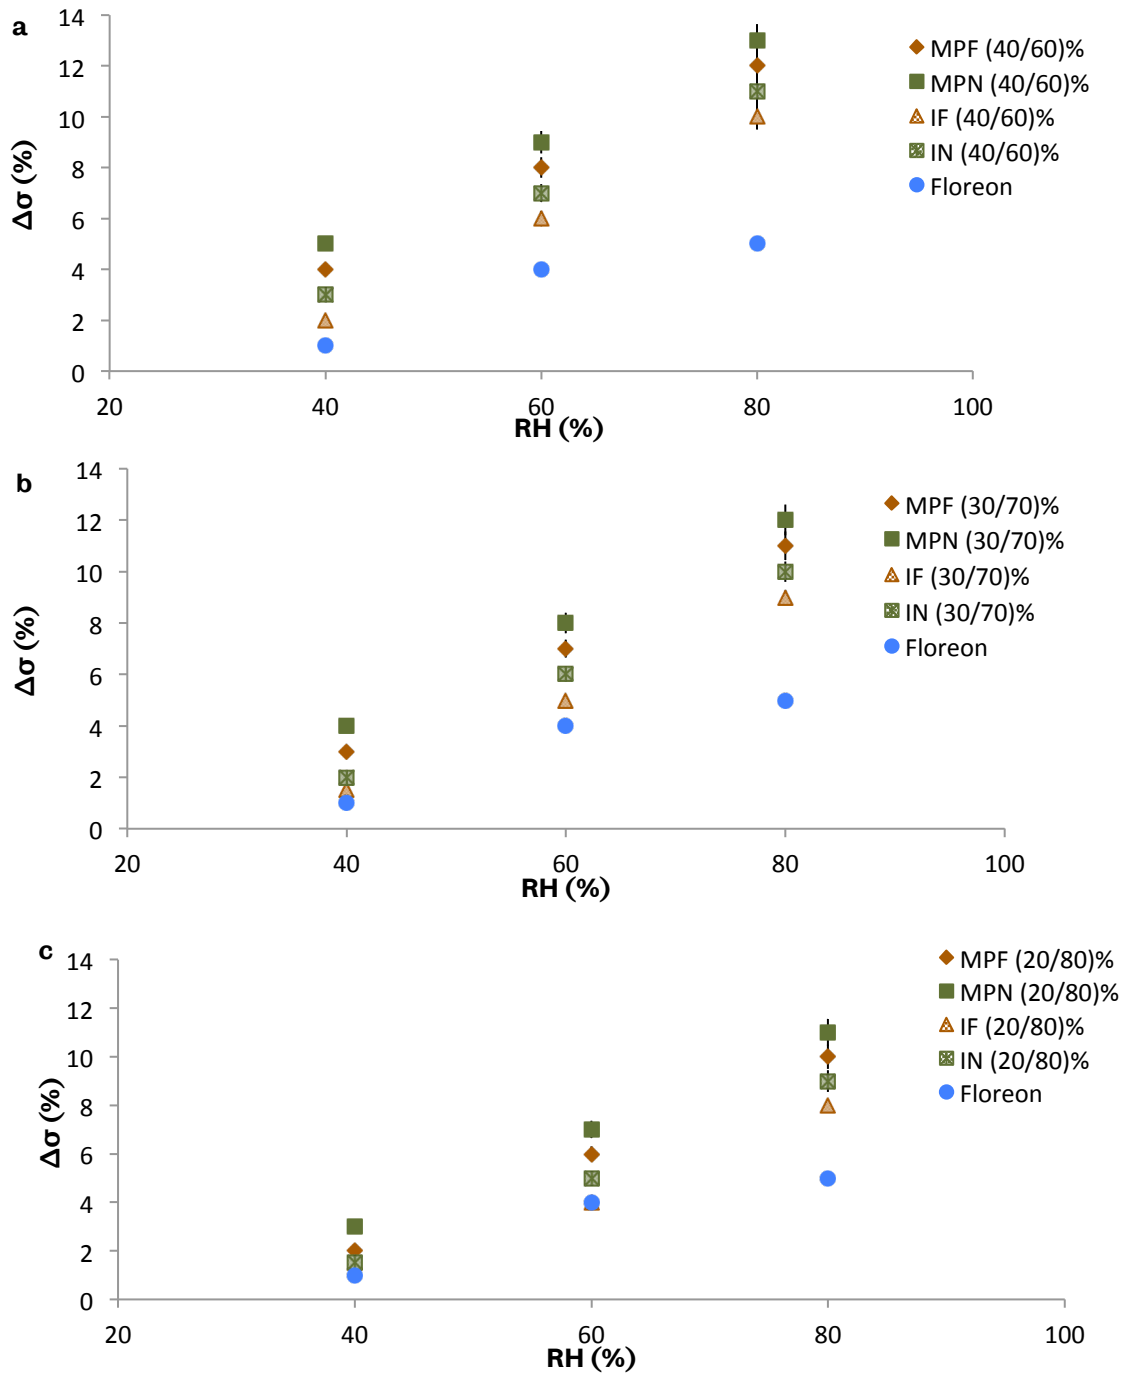 a
14
12
10
8
6
4
2
0
Δσ (%)
20 40 60 80 100
RH (%)
MPF (40/60)%
MPN (40/60)%
IF (40/60)%
IN (40/60)%
Floreon
b
14
12
10
8
6
4
2
0
Δσ (%)
20 40 60 80 100
RH (%)
MPF (30/70)%
MPN (30/70)%
IF (30/70)%
IN (30/70)%
Floreon
c
14
12
10
8
6
4
2
0
Δσ (%)
20 40 60 80 100
RH (%)
MPF (20/80)%
MPN (20/80)%
IF (20/80)%
IN (20/80)%
Floreon